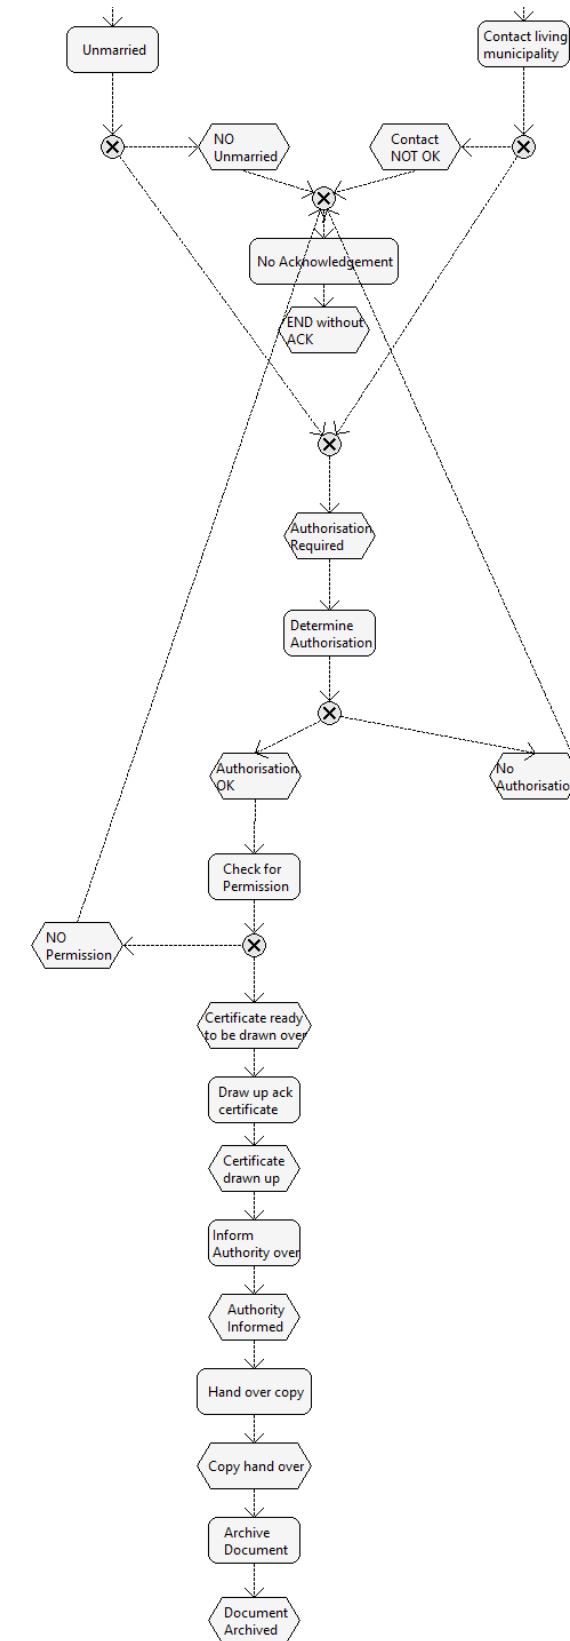 Unmarried
Contact living
municipality
NO
Unmarried
Contact
NOT OK
No Acknowledgement
END without
ACK
Authorisation
Required
Determine
Authorisation
Authorisation
OK
No
Authorisatio
Check for
Permission
NO
Permission
Certificate ready
to be drawn over
Draw up ack
certificate
Certificate
drawn up
Inform
Authority over
Authority
Informed
Hand over copy
Copy hand over
Archive
Document
Document
Archived